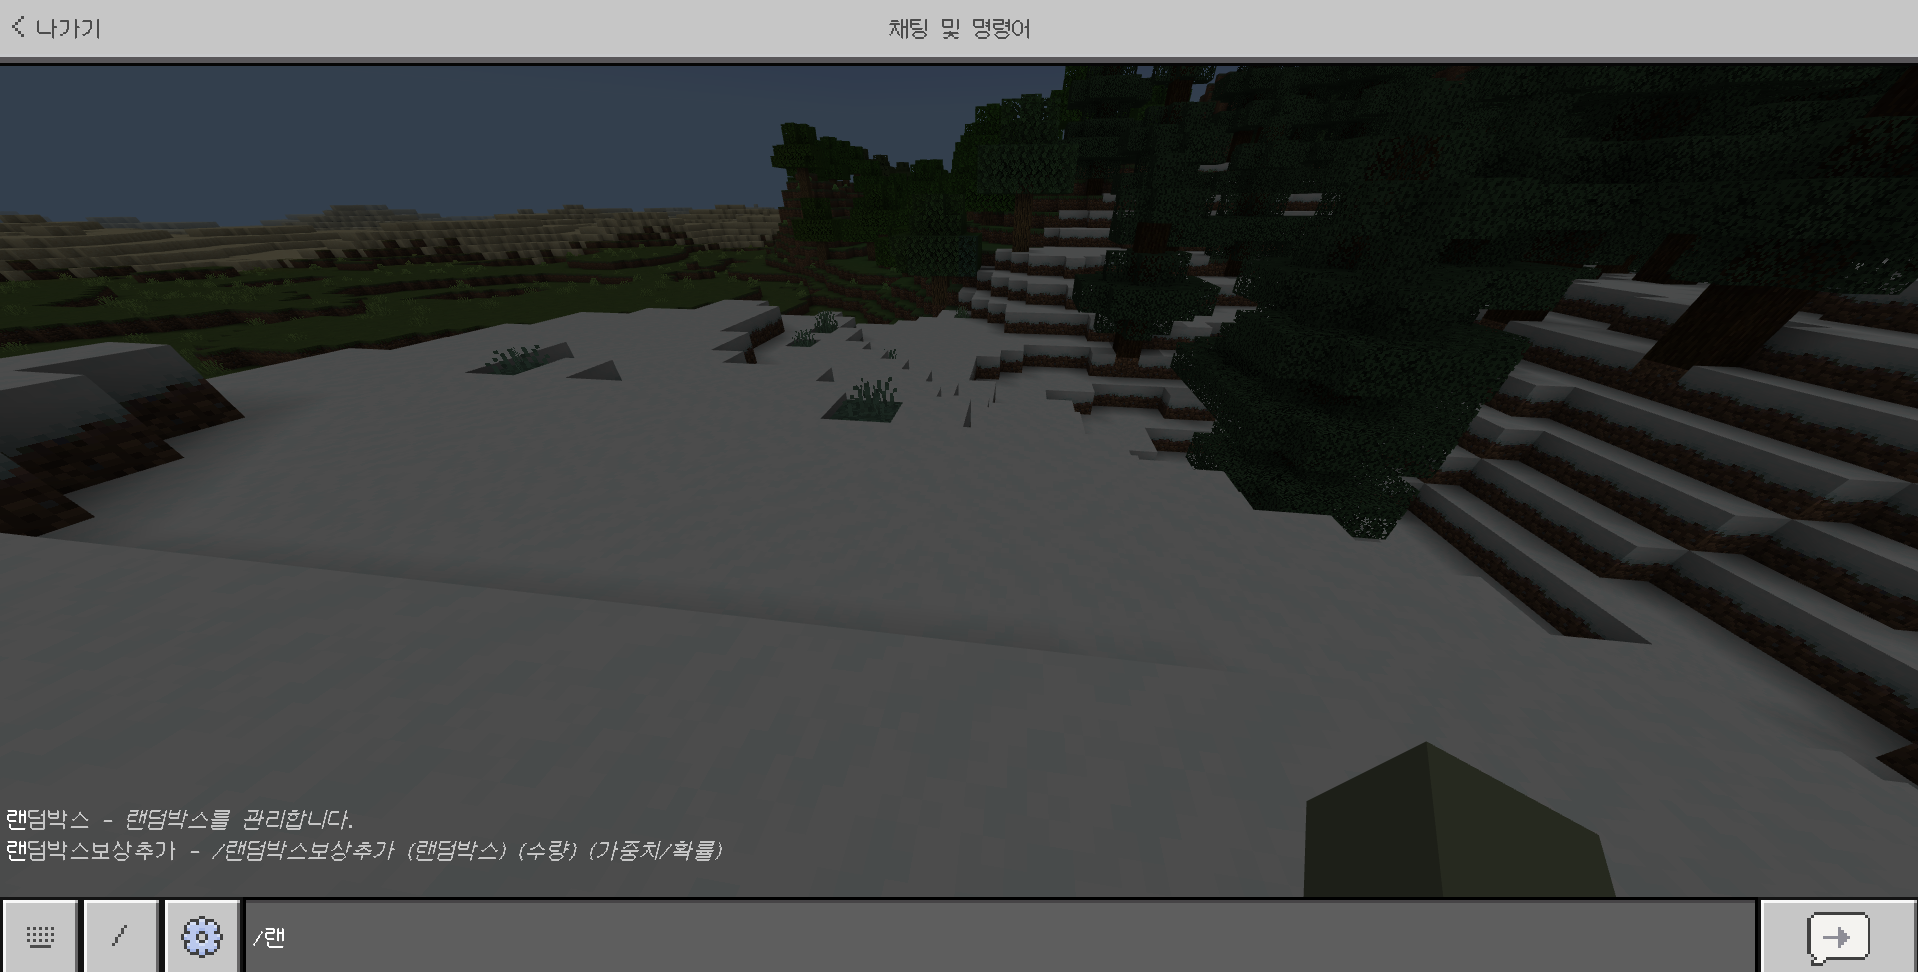 나가기
채팅 및 명령어
랜덤박스 - 랜덤박스를 관리합니다.
랜덤박스보상추가 - /랜덤박스보상추가 (랜덤박스) (수량) (가중치/확률)
/랜